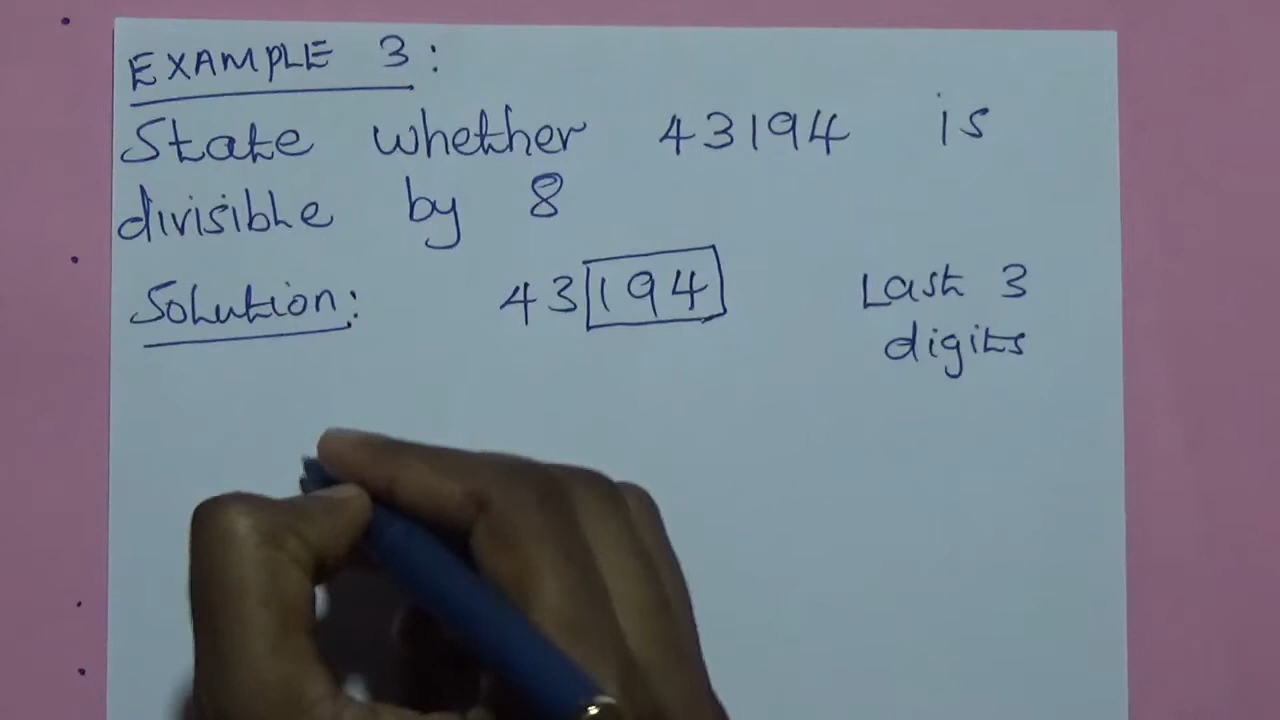 EXAMPLE 3:
State whether 43194 is
divisible by 8
Solution: 43194 Last 3
digits